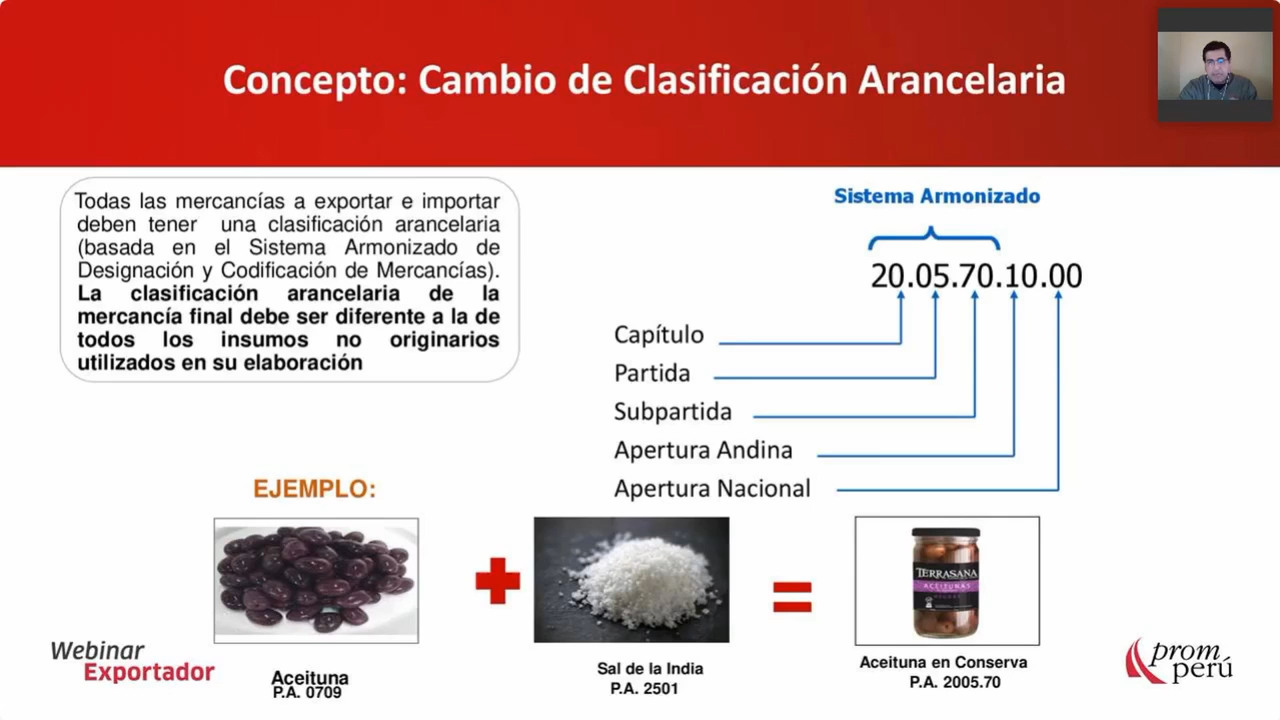 Concepto: Cambio de Clasificación Arancelaria
Todas las mercancías a exportar e importar
deben tener una clasificación arancelaria
(basada en el Sistema Armonizado de
Designación y Codificación de Mercancías).
La clasificación arancelaria de la
mercancía final debe ser diferente a la de
todos los insumos no originarios
utilizados en su elaboración
Sistema Armonizado
20.05.70.10.00
Capítulo
Partida
Subpartida
Apertura Andina
Apertura Nacional
EJEMPLO:
TERRASANA
ACEITUNAS
Aceituna
P.A. 0709
Sal de la India
P.A. 2501
Aceituna en Conserva
P.A. 2005.70
Webinar
Exportador
prom
perú